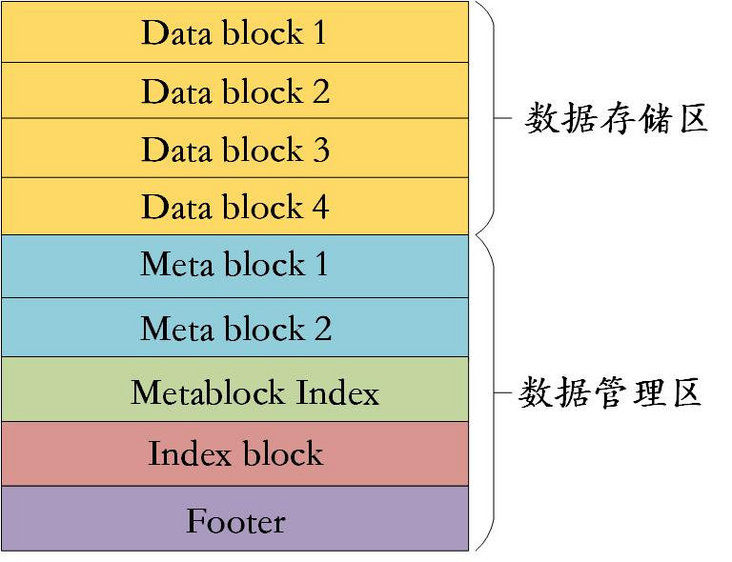 Data block 1
Data block 2
数据存储区
Data block 3
Data block 4
Meta block 1
Meta block 2
Metablock Index
数据管理区
Index block
Footer